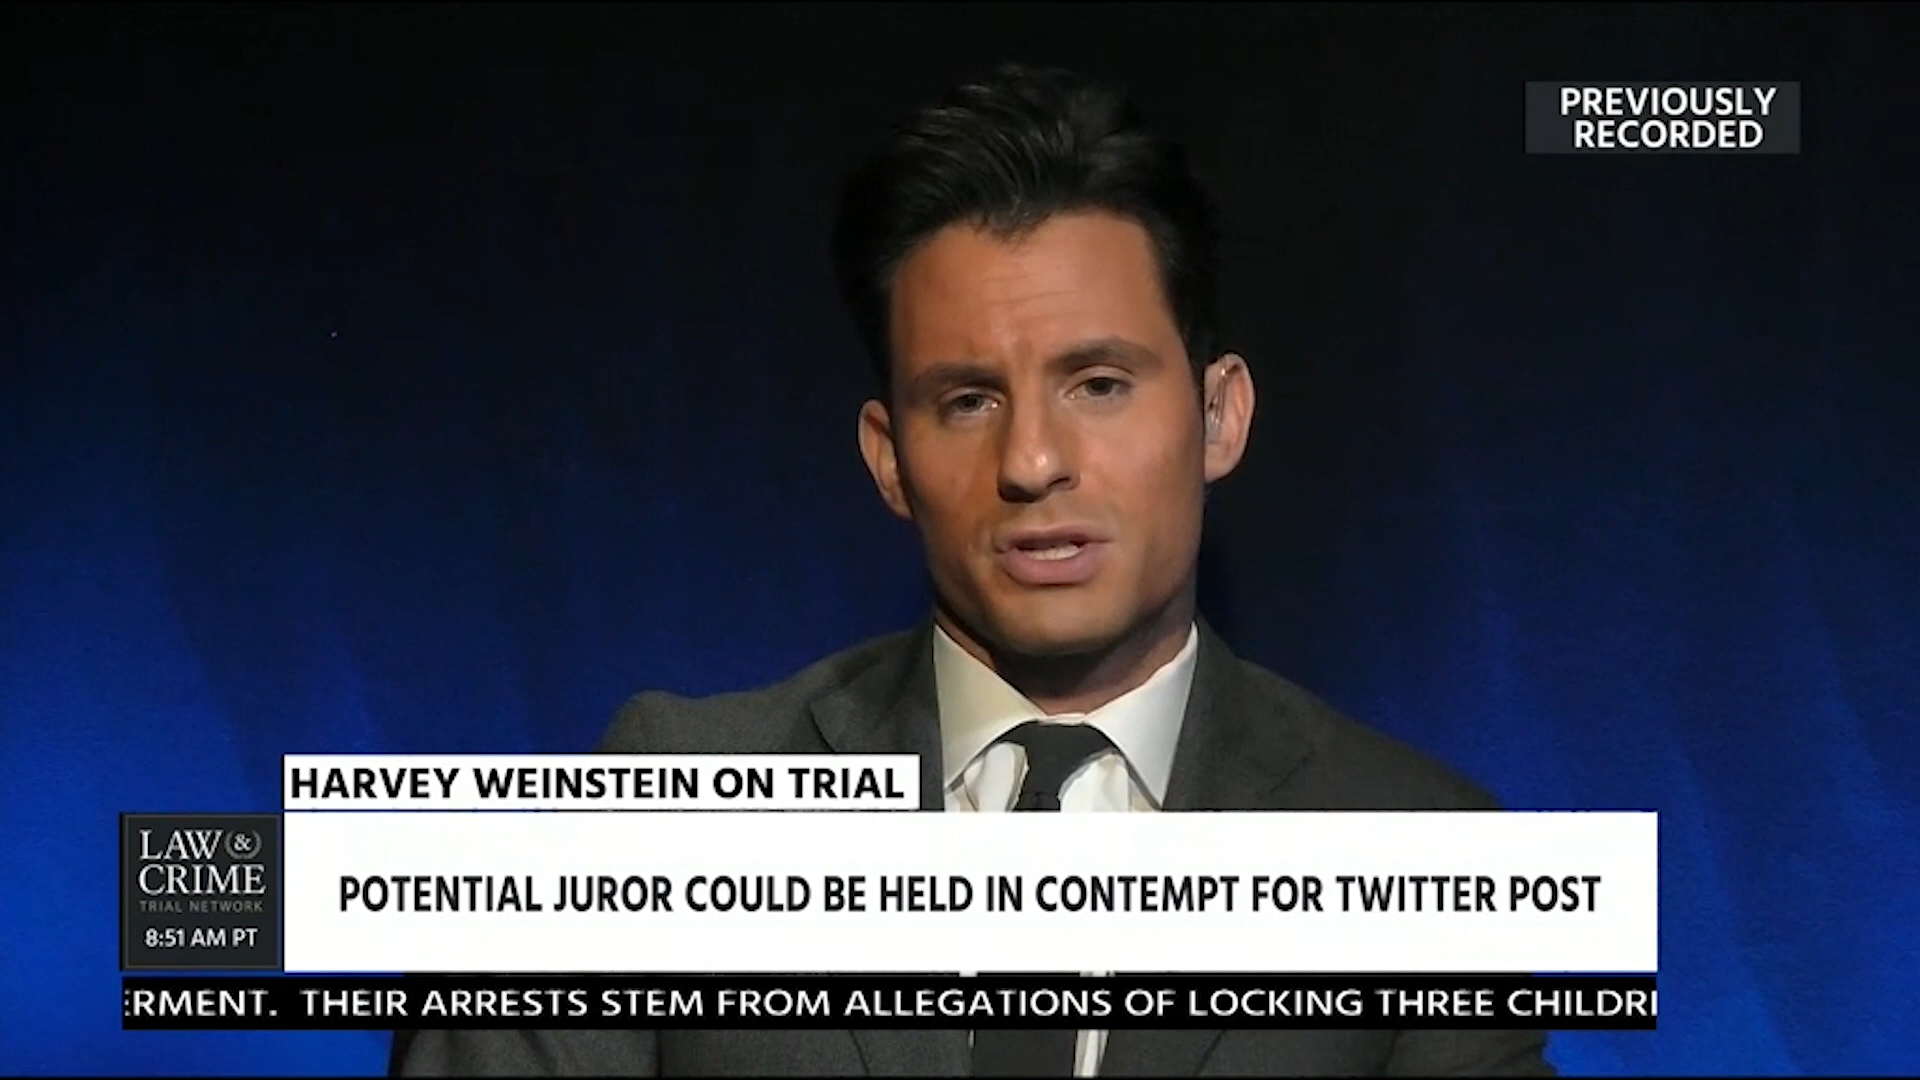 PREVIOUSLY
RECORDED
HARVEY WEINSTEIN ON TRIAL
LAW &
CRIME
TRIAL NETWORK
8:51 AM PT
POTENTIAL JUROR COULD BE HELD IN CONTEMPT FOR TWITTER POST
ERMENT. THEIR ARRESTS STEM FROM ALLEGATIONS OF LOCKING THREE CHILDR